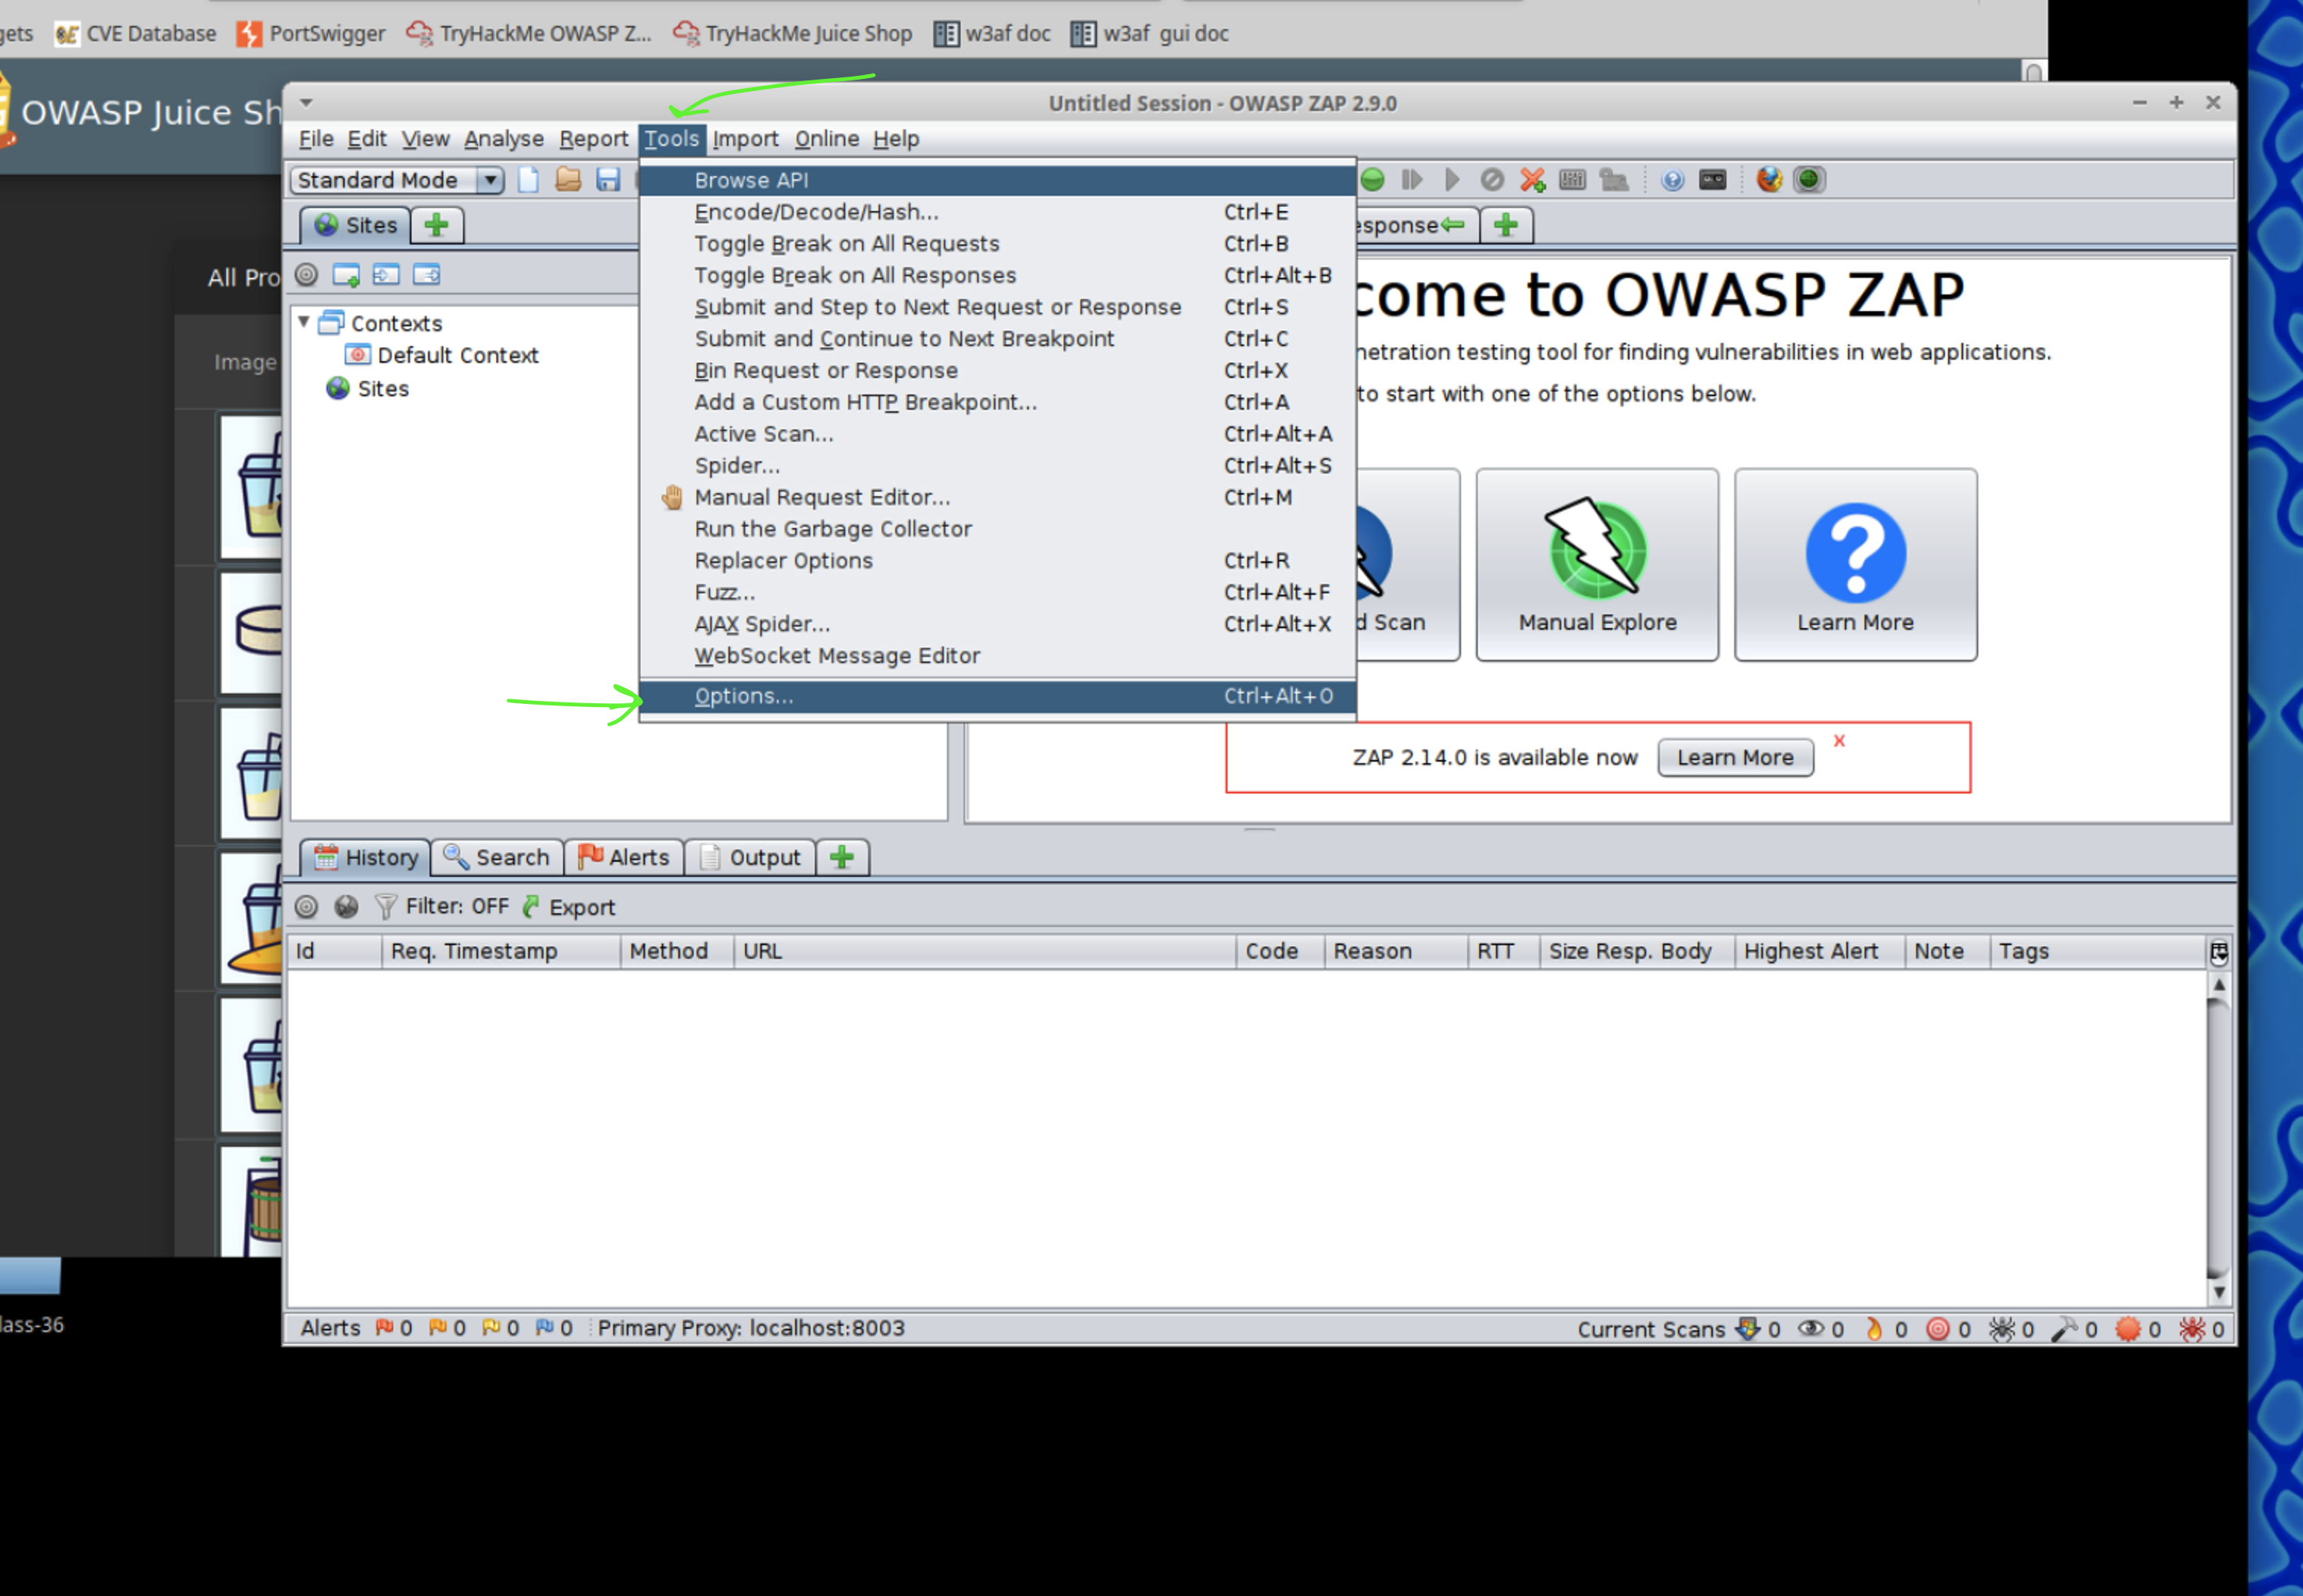 gets CVE Database PortSwigger TryHackMe OWASP Z... TryHackMe Juice Shop w3af doc w3af gui doc
OWASP Juice Sh
Untitled Session - OWASP ZAP 2.9.0
File Edit View Analyse Report Tools Import Online Help
Standard Mode
Sites
esponse
All Pro
Image
Contexts
Default Context
Sites
Browse API
Encode/Decode/Hash... Ctrl+E
Toggle Break on All Requests Ctrl+B
Toggle Break on All Responses Ctrl+Alt+B
Submit and Step to Next Request or Response Ctrl+S
Submit and Continue to Next Breakpoint Ctrl+C
Bin Request or Response Ctrl+X
Add a Custom HTTP Breakpoint... Ctrl+A
Active Scan... Ctrl+Alt+A
Spider... Ctrl+Alt+S
Manual Request Editor... Ctrl+M
Run the Garbage Collector
Replacer Options Ctrl+R
Fuzz... Ctrl+Alt+F
AJAX Spider... Ctrl+Alt+X
WebSocket Message Editor
Options... Ctrl+Alt+O
come to OWASP ZAP
netration testing tool for finding vulnerabilities in web applications.
to start with one of the options below.
d Scan
Manual Explore
Learn More
ZAP 2.14.0 is available now Learn More X
History Search Alerts Output
Filter: OFF Export
Id Req. Timestamp Method URL Code Reason RTT Size Resp. Body Highest Alert Note Tags
Alerts 0 0 0 0 Primary Proxy: localhost:8003 Current Scans 0 0 0 0 0 0 0 0
lass-36